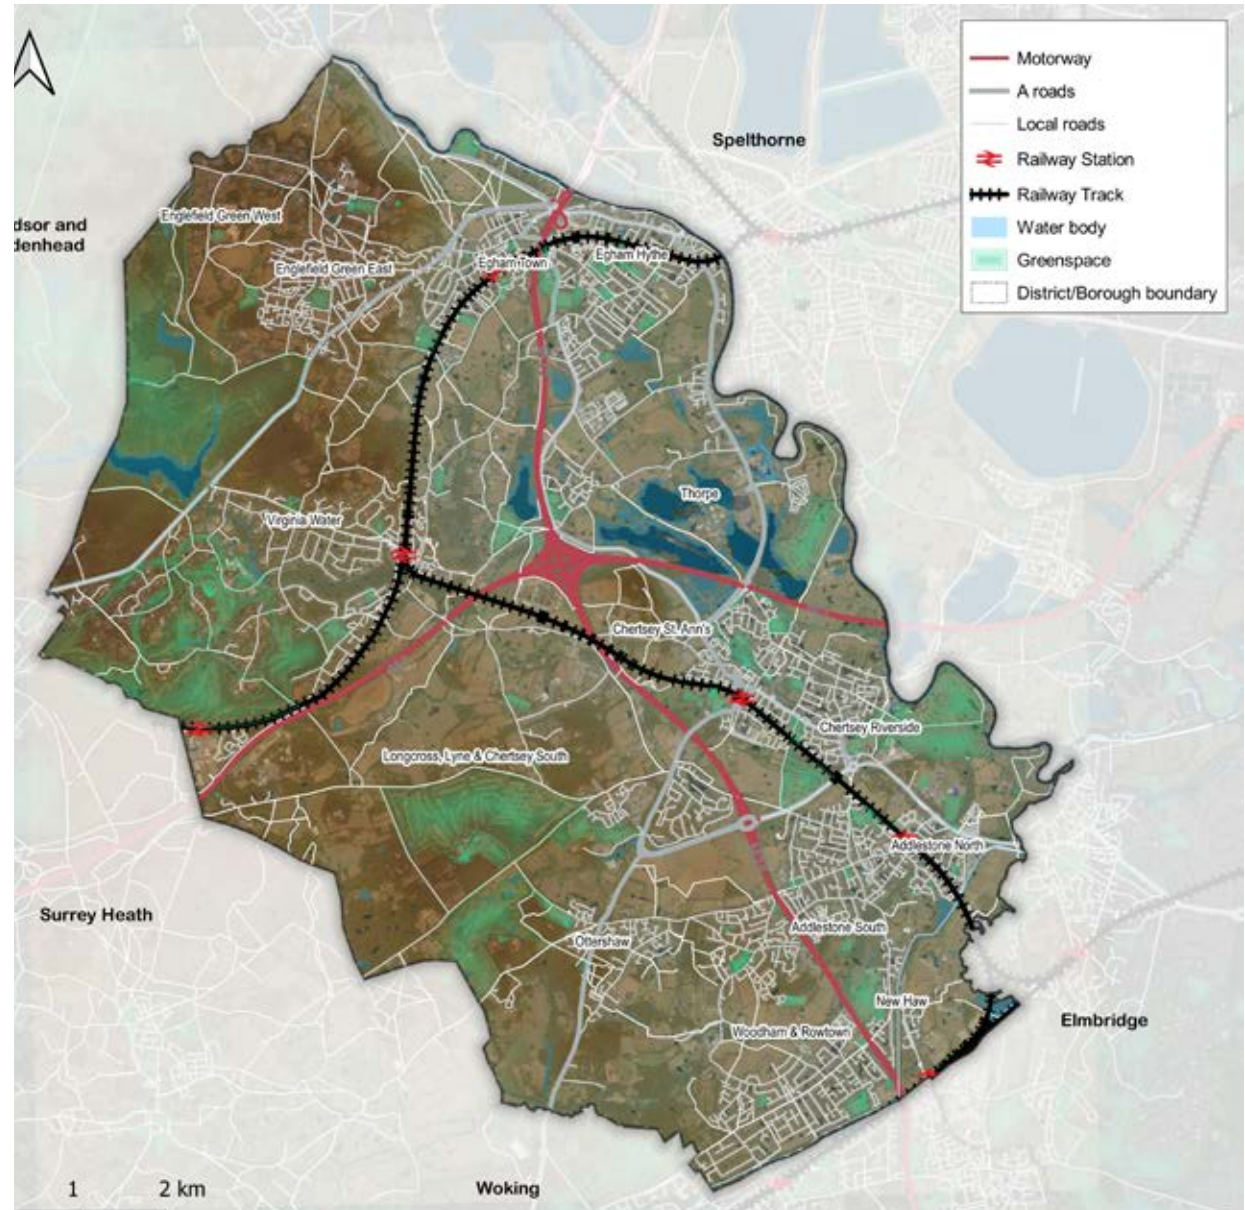 Motorway
A roads
Local roads
Railway Station
Railway Track
Water body
Greenspace
District/Borough boundary
Spelthorne
dsor and
denhead
Englefield Green West
Englefield Green East
Egham Town
Egham Hythe
Thorpe
Virginia Water
Chertsey St. Ann's
Chertsey Riverside
Longcross, Lyne & Chertsey South
Addlestone North
Surrey Heath
Addlestone South
Ottershaw
New Haw
Elmbridge
Woodham & Rowtown
1 2 km
Woking